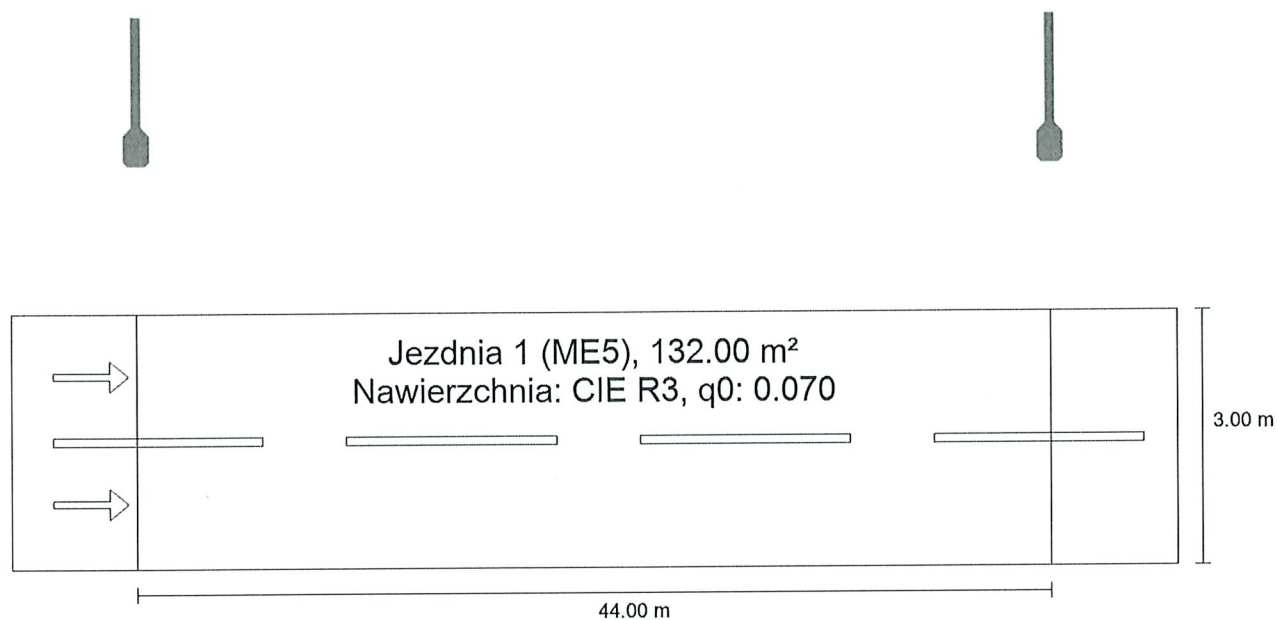 Jezdnia 1 (ME5), 132.00 m²
Nawierzchnia: CIE R3, q0: 0.070
3.00 m
44.00 m